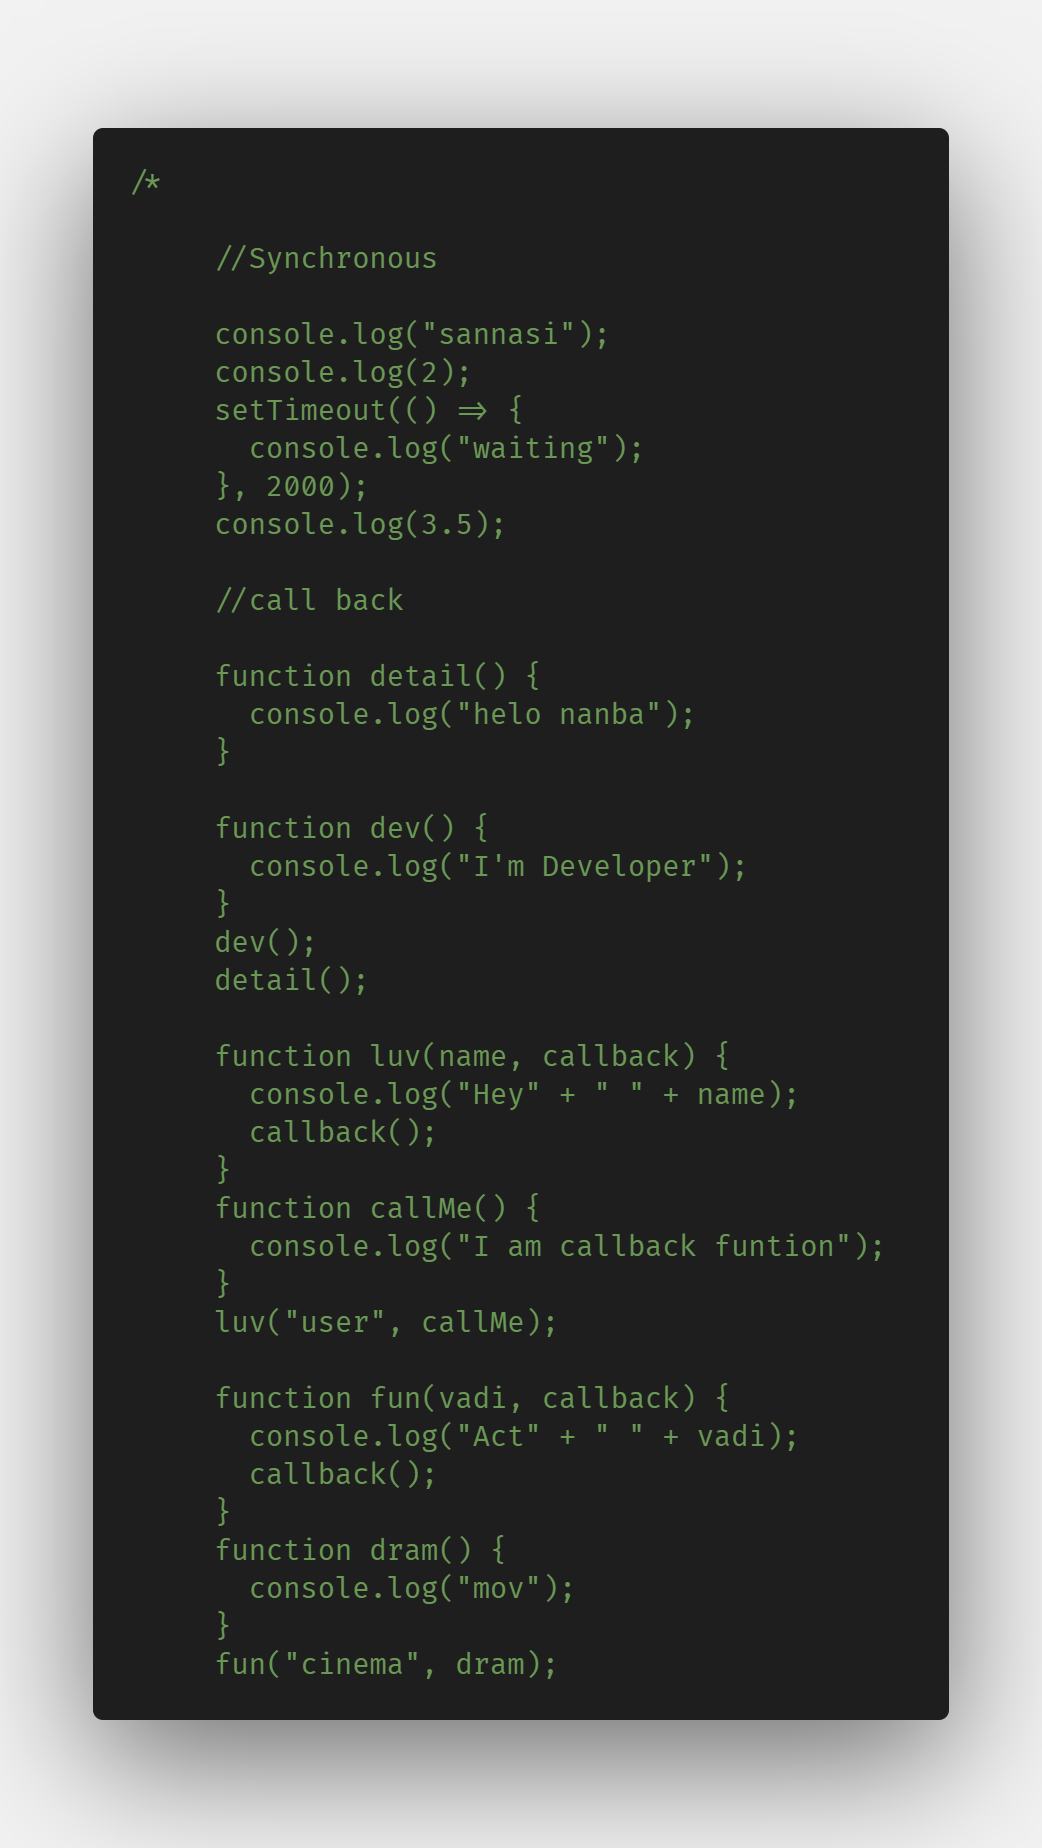 /*
//Synchronous
console.log("sannasi");
console.log(2);
setTimeout(() => {
  console.log("waiting");
}, 2000);
console.log(3.5);
//call back
function detail() {
  console.log("helo nanba");
}
function dev() {
  console.log("I'm Developer");
}
dev();
detail();
function luv(name, callback) {
  console.log("Hey" + " " + name);
  callback();
}
function callMe() {
  console.log("I am callback funtion");
}
luv("user", callMe);
function fun(vadi, callback) {
  console.log("Act" + " " + vadi);
  callback();
}
function dram() {
  console.log("mov");
}
fun("cinema", dram);